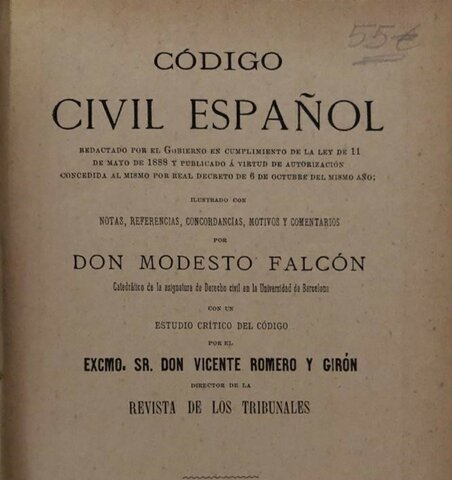 55€
CÓDIGO
CIVIL ESPAÑOL
REDACTADO POR EL GOBIERNO EN CUMPLIMIENTO DE LA LEY DE 11
DE MAYO DE 1888 Y PUBLICADO Á VIRTUD DE AUTORIZACIÓN
CONCEDIDA AL MISMO POR REAL DECRETO DE 6 DE OCTUBRE DEL MISMO AÑO;
ILUSTRADO CON
NOTAS, REFERENCIAS, CONCORDANCIAS, MOTIVOS Y COMENTARIOS
POR
DON MODESTO FALCÓN
Catedrático de la asignatura de Derecho civil en la Universidad de Barcelona
CON UN
ESTUDIO CRÍTICO DEL CÓDIGO
POR EL
EXCMO. SR. DON VICENTE ROMERO Y GIRÓN
DIRECTOR DE LA
REVISTA DE LOS TRIBUNALES